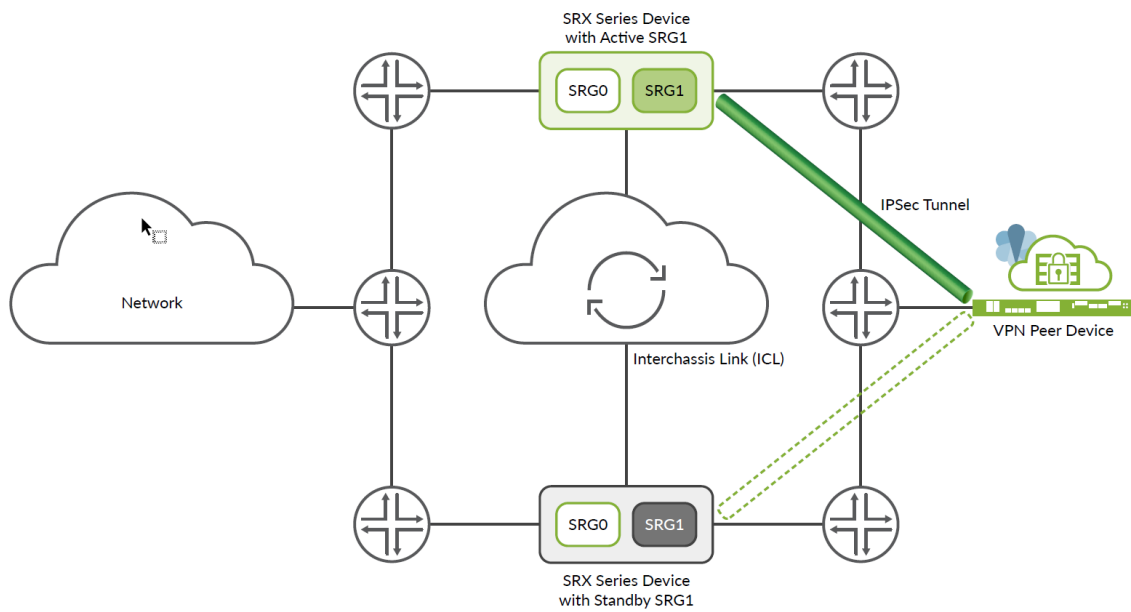 SRX Series Device
with Active SRG1
SRG0
SRG1
IPSec Tunnel
Network
VPN Peer Device
Interchassis Link (ICL)
SRG0
SRG1
SRX Series Device
with Standby SRG1